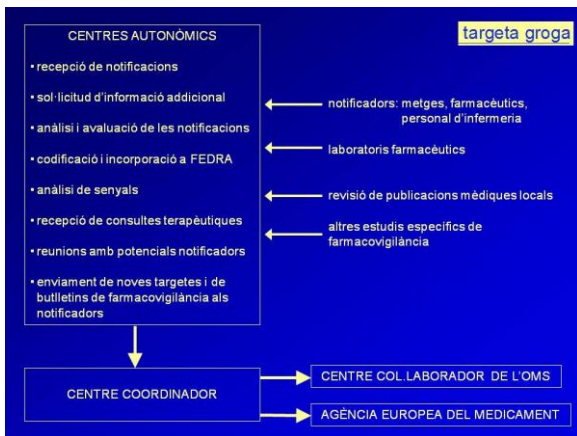 targeta groga
CENTRES AUTONÒMICS
• recepció de notificacions
• sol·licitud d'informació addicional
• anàlisi i avaluació de les notificacions
• codificació i incorporació a FEDRA
• anàlisi de senyals
• recepció de consultes terapèutiques
• reunions amb potencials notificadors
• enviament de noves targetes i de
butlletins de farmacovigilància als
notificadors
notificadors: metges, farmacèutics,
personal d'infermeria
laboratoris farmacèutics
revisió de publicacions mèdiques locals
altres estudis específics de
farmacovigilància
CENTRE COORDINADOR
CENTRE COL.LABORADOR DE L'OMS
AGÈNCIA EUROPEA DEL MEDICAMENT